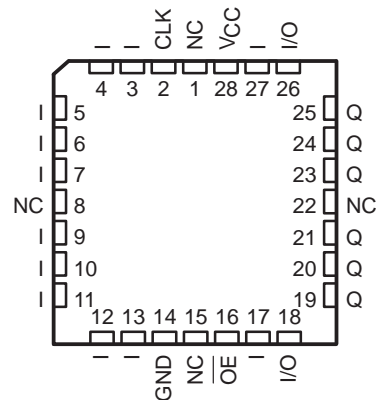 I I CLK NC VCC I I/O
4 3 2 1 28 27 26
I 5 25 Q
I 6 24 Q
I 7 23 Q
NC 8 22 NC
I 9 21 Q
I 10 20 Q
I 11 19 Q
12 13 14 15 16 17 18
I I GND NC OE I I/O